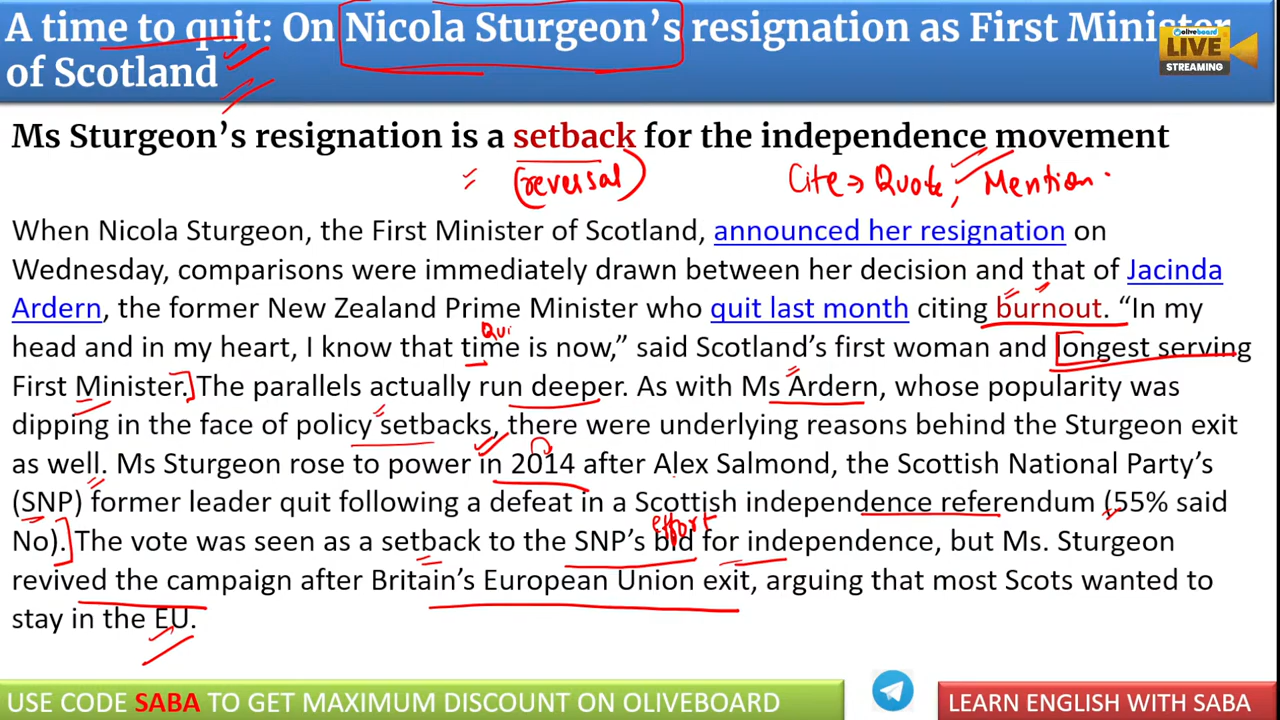 A time to quit: On Nicola Sturgeon's resignation as First Minister
of Scotland
oliveboard
LIVE
STREAMING
Ms Sturgeon's resignation is a setback for the independence movement
(reversal)
Cite → Quote, Mention.
When Nicola Sturgeon, the First Minister of Scotland, announced her resignation on
Wednesday, comparisons were immediately drawn between her decision and that of Jacinda
Ardern, the former New Zealand Prime Minister who quit last month citing burnout. “In my
Qui
head and in my heart, I know that time is now,” said Scotland's first woman and longest serving
First Minister. The parallels actually run deeper. As with Ms Ardern, whose popularity was
dipping in the face of policy setbacks, there were underlying reasons behind the Sturgeon exit
as well. Ms Sturgeon rose to power in 2014 after Alex Salmond, the Scottish National Party's
(SNP) former leader quit following a defeat in a Scottish independence referendum (55% said
effort
No). The vote was seen as a setback to the SNP's bid for independence, but Ms. Sturgeon
revived the campaign after Britain's European Union exit, arguing that most Scots wanted to
stay in the EU.
USE CODE SABA TO GET MAXIMUM DISCOUNT ON OLIVEBOARD
LEARN ENGLISH WITH SABA